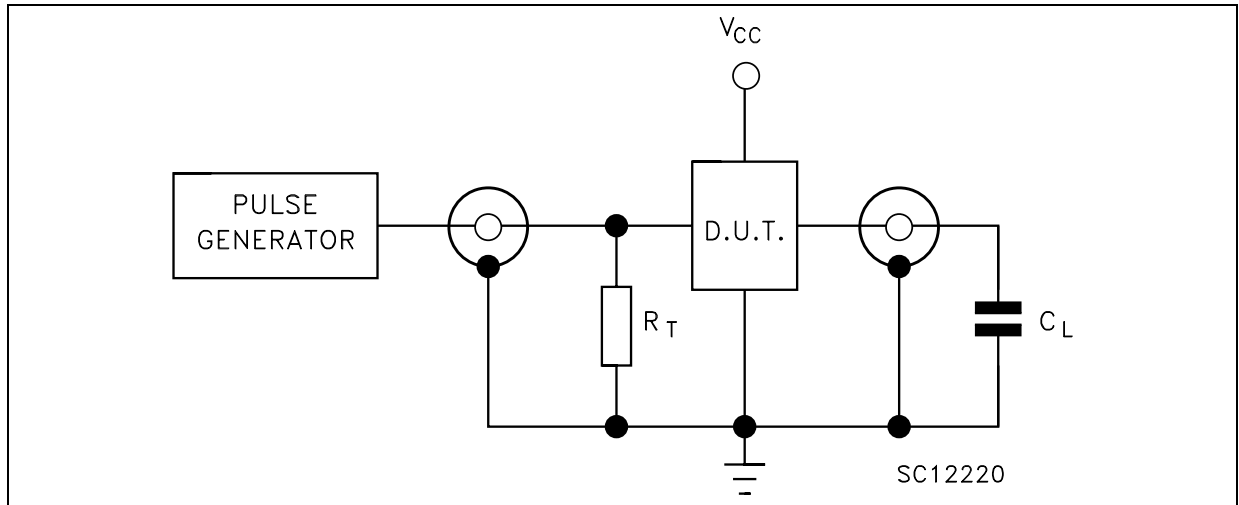 VCC
PULSE
GENERATOR
D.U.T.
RT
CL
SC12220